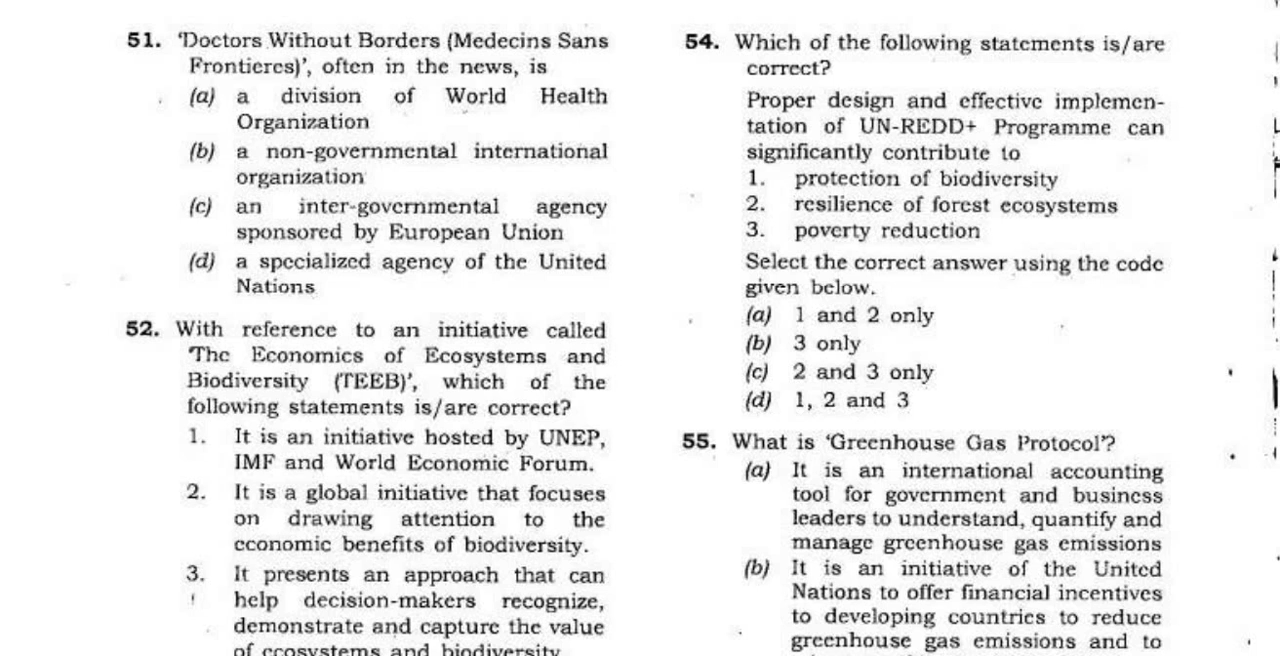 51. 'Doctors Without Borders (Medecins Sans
Frontieres)', often in the news, is
(a) a division of World Health
Organization
(b) a non-governmental international
organization
(c) an inter-governmental agency
sponsored by European Union
(d) a specialized agency of the United
Nations
52. With reference to an initiative called
'The Economics of Ecosystems and
Biodiversity (TEEB)', which of the
following statements is/are correct?
1. It is an initiative hosted by UNEP,
IMF and World Economic Forum.
2. It is a global initiative that focuses
on drawing attention to the
economic benefits of biodiversity.
3. It presents an approach that can
help decision-makers recognize,
demonstrate and capture the value
of ecosystems and biodiversity
54. Which of the following statements is/are
correct?
Proper design and effective implemen-
tation of UN-REDD+ Programme can
significantly contribute to
1. protection of biodiversity
2. resilience of forest ecosystems
3. poverty reduction
Select the correct answer using the code
given below.
(a) 1 and 2 only
(b) 3 only
(c) 2 and 3 only
(d) 1, 2 and 3
55. What is 'Greenhouse Gas Protocol'?
(a) It is an international accounting
tool for government and business
leaders to understand, quantify and
manage greenhouse gas emissions
(b) It is an initiative of the United
Nations to offer financial incentives
to developing countries to reduce
greenhouse gas emissions and to